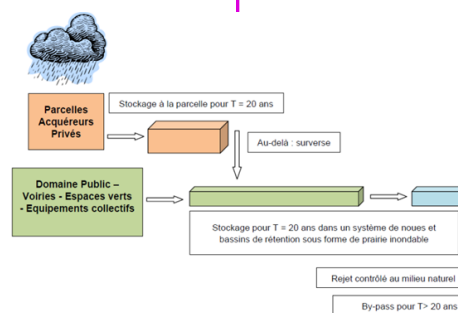 Stockage à la parcelle pour T = 20 ans
Parcelles
Acquéreurs
Privés
Au-delà : surverse
Domaine Public –
Voiries - Espaces verts
- Equipements collectifs
Stockage pour T = 20 ans dans un système de noues et
bassins de rétention sous forme de prairie inondable
Rejet contrôlé au milieu naturel
By-pass pour T> 20 ans